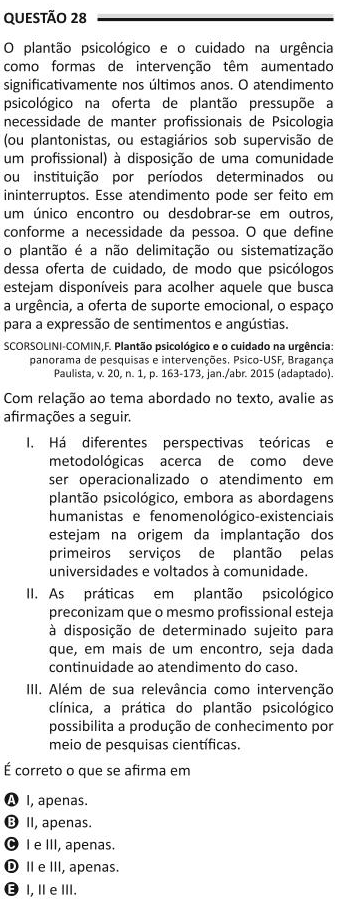 QUESTÃO 28
O plantão psicológico e o cuidado na urgência
como formas de intervenção têm aumentado
significativamente nos últimos anos. O atendimento
psicológico na oferta de plantão pressupõe a
necessidade de manter profissionais de Psicologia
(ou plantonistas, ou estagiários sob supervisão de
um profissional) à disposição de uma comunidade
ou instituição por períodos determinados ou
ininterruptos. Esse atendimento pode ser feito em
um único encontro ou desdobrar-se em outros,
conforme a necessidade da pessoa. O que define
o plantão é a não delimitação ou sistematização
dessa oferta de cuidado, de modo que psicólogos
estejam disponíveis para acolher aquele que busca
a urgência, a oferta de suporte emocional, o espaço
para a expressão de sentimentos e angústias.
SCORSOLINI-COMIN,F. Plantão psicológico e o cuidado na urgência:
panorama de pesquisas e intervenções. Psico-USF, Bragança
Paulista, v. 20, n. 1, p. 163-173, jan./abr. 2015 (adaptado).
Com relação ao tema abordado no texto, avalie as
afirmações a seguir.
I. Há diferentes perspectivas teóricas e
metodológicas acerca de como deve
ser operacionalizado o atendimento em
plantão psicológico, embora as abordagens
humanistas e fenomenológico-existenciais
estejam na origem da implantação dos
primeiros serviços de plantão pelas
universidades e voltados à comunidade.
II. As práticas em plantão psicológico
preconizam que o mesmo profissional esteja
à disposição de determinado sujeito para
que, em mais de um encontro, seja dada
continuidade ao atendimento do caso.
III. Além de sua relevância como intervenção
clínica, a prática do plantão psicológico
possibilita a produção de conhecimento por
meio de pesquisas científicas.
É correto o que se afirma em
A I, apenas.
B II, apenas.
C I e III, apenas.
D II e III, apenas.
E I, II e III.